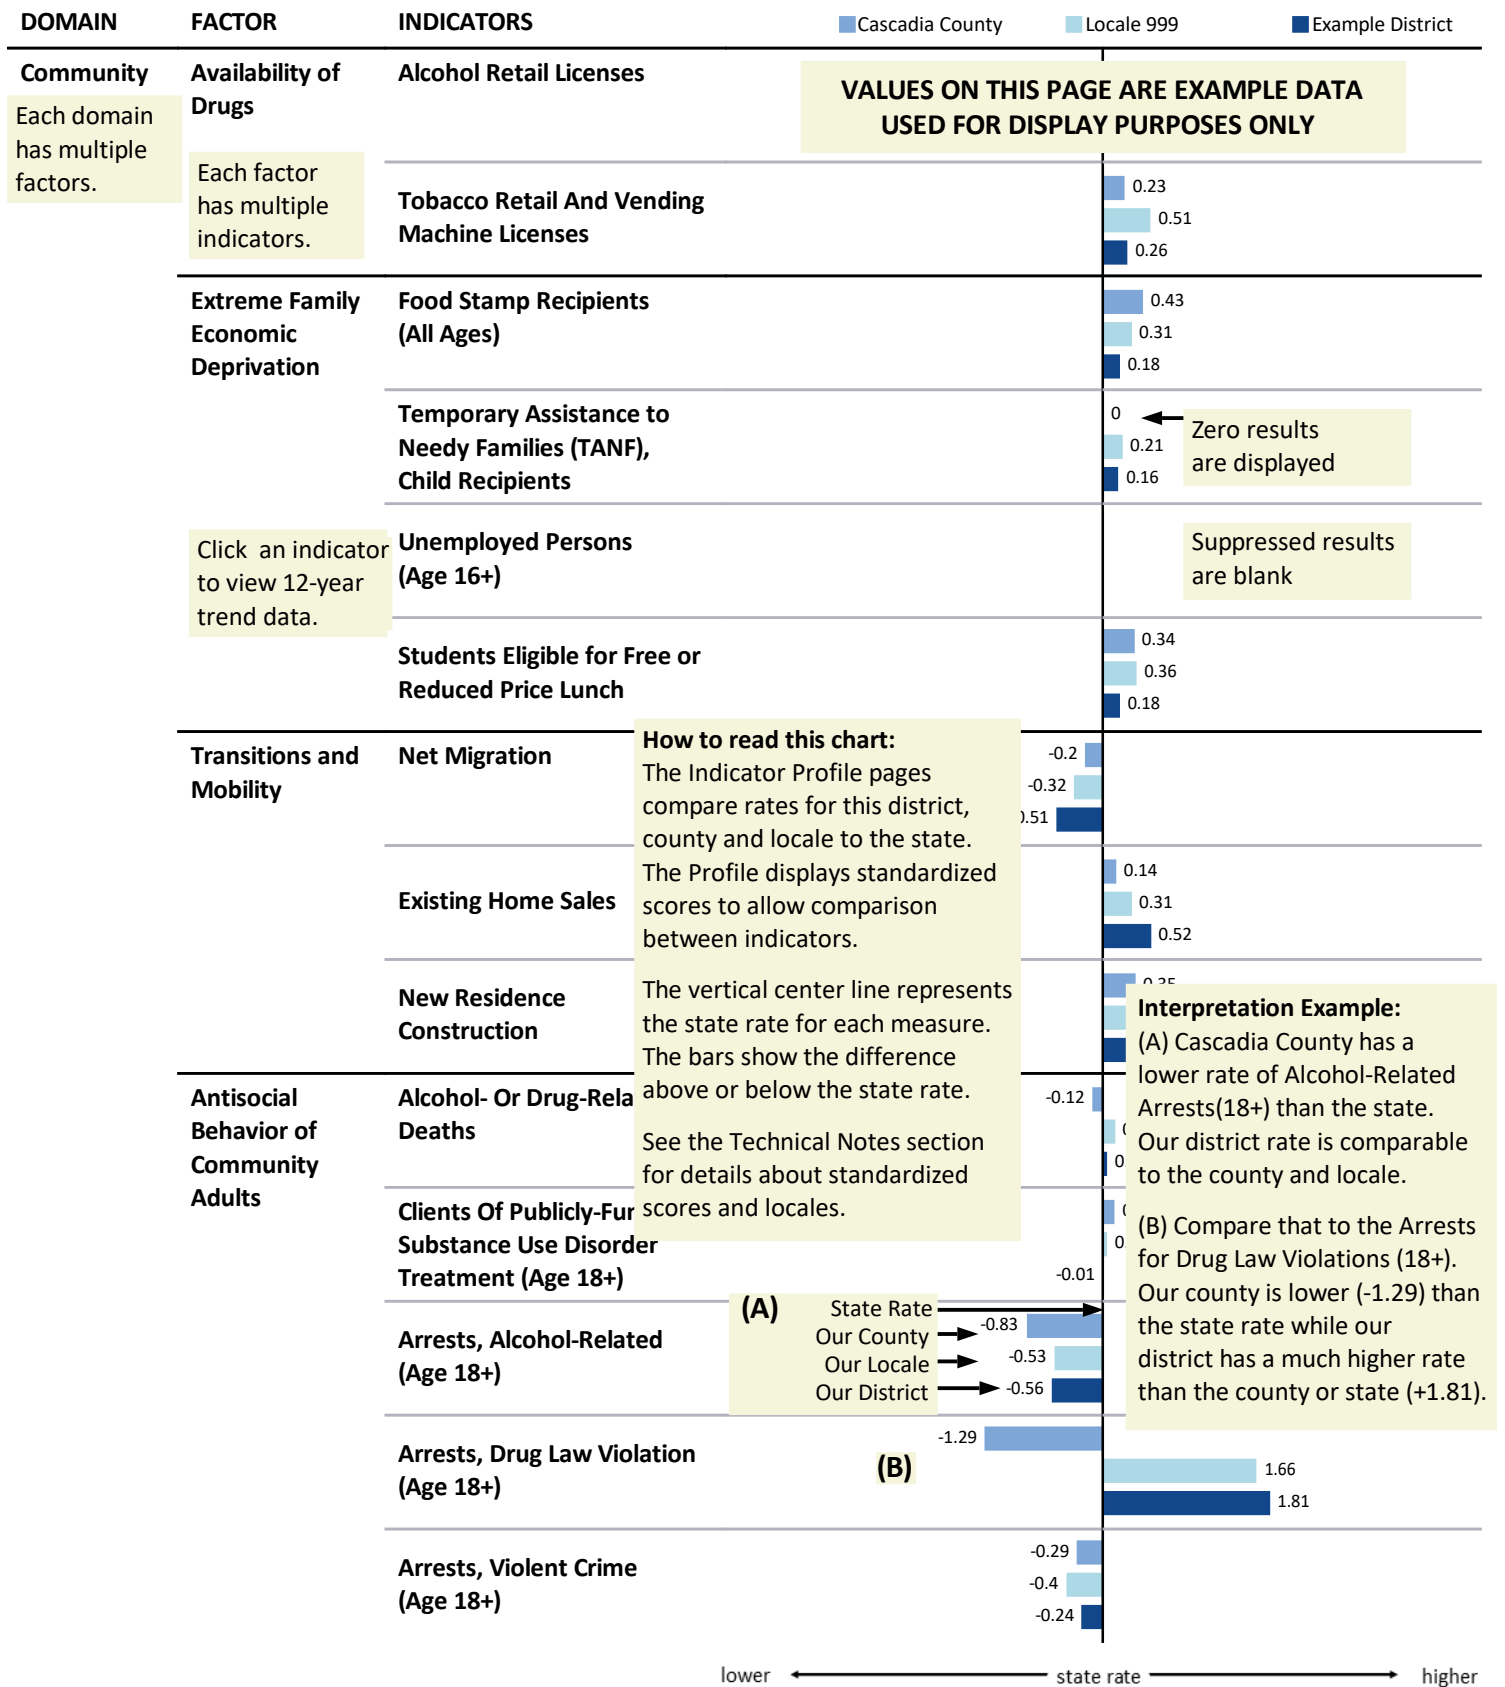 DOMAIN FACTOR INDICATORS Cascadia County Locale 999 Example District
Community
Each domain
has multiple
factors.
Availability of
Drugs
Each factor
has multiple
indicators.
Alcohol Retail Licenses
VALUES ON THIS PAGE ARE EXAMPLE DATA
USED FOR DISPLAY PURPOSES ONLY
Tobacco Retail And Vending
Machine Licenses
0.23
0.51
0.26
Extreme Family
Economic
Deprivation
Food Stamp Recipients
(All Ages)
0.43
0.31
0.18
Temporary Assistance to
Needy Families (TANF),
Child Recipients
0
0.21
0.16
Zero results
are displayed
Click an indicator
to view 12-year
trend data.
Unemployed Persons
(Age 16+)
Suppressed results
are blank
Students Eligible for Free or
Reduced Price Lunch
0.34
0.36
0.18
Transitions and
Mobility
Net Migration
-0.2
-0.32
0.51
How to read this chart:
The Indicator Profile pages
compare rates for this district,
county and locale to the state.
The Profile displays standardized
scores to allow comparison
between indicators.
The vertical center line represents
the state rate for each measure.
The bars show the difference
above or below the state rate.
See the Technical Notes section
for details about standardized
scores and locales.
Existing Home Sales
0.14
0.31
0.52
New Residence
Construction
Interpretation Example:
(A) Cascadia County has a
lower rate of Alcohol-Related
Arrests(18+) than the state.
Our district rate is comparable
to the county and locale.
(B) Compare that to the Arrests
for Drug Law Violations (18+).
Our county is lower (-1.29) than
the state rate while our
district has a much higher rate
than the county or state (+1.81).
Antisocial
Behavior of
Community
Adults
Alcohol- Or Drug-Rela
Deaths
-0.12
Clients Of Publicly-Fun
Substance Use Disorder
Treatment (Age 18+)
-0.01
Arrests, Alcohol-Related
(Age 18+)
(A)
State Rate
Our County
Our Locale
Our District
-0.83
-0.53
-0.56
Arrests, Drug Law Violation
(Age 18+)
(B)
-1.29
1.66
1.81
Arrests, Violent Crime
(Age 18+)
-0.29
-0.4
-0.24
lower state rate higher